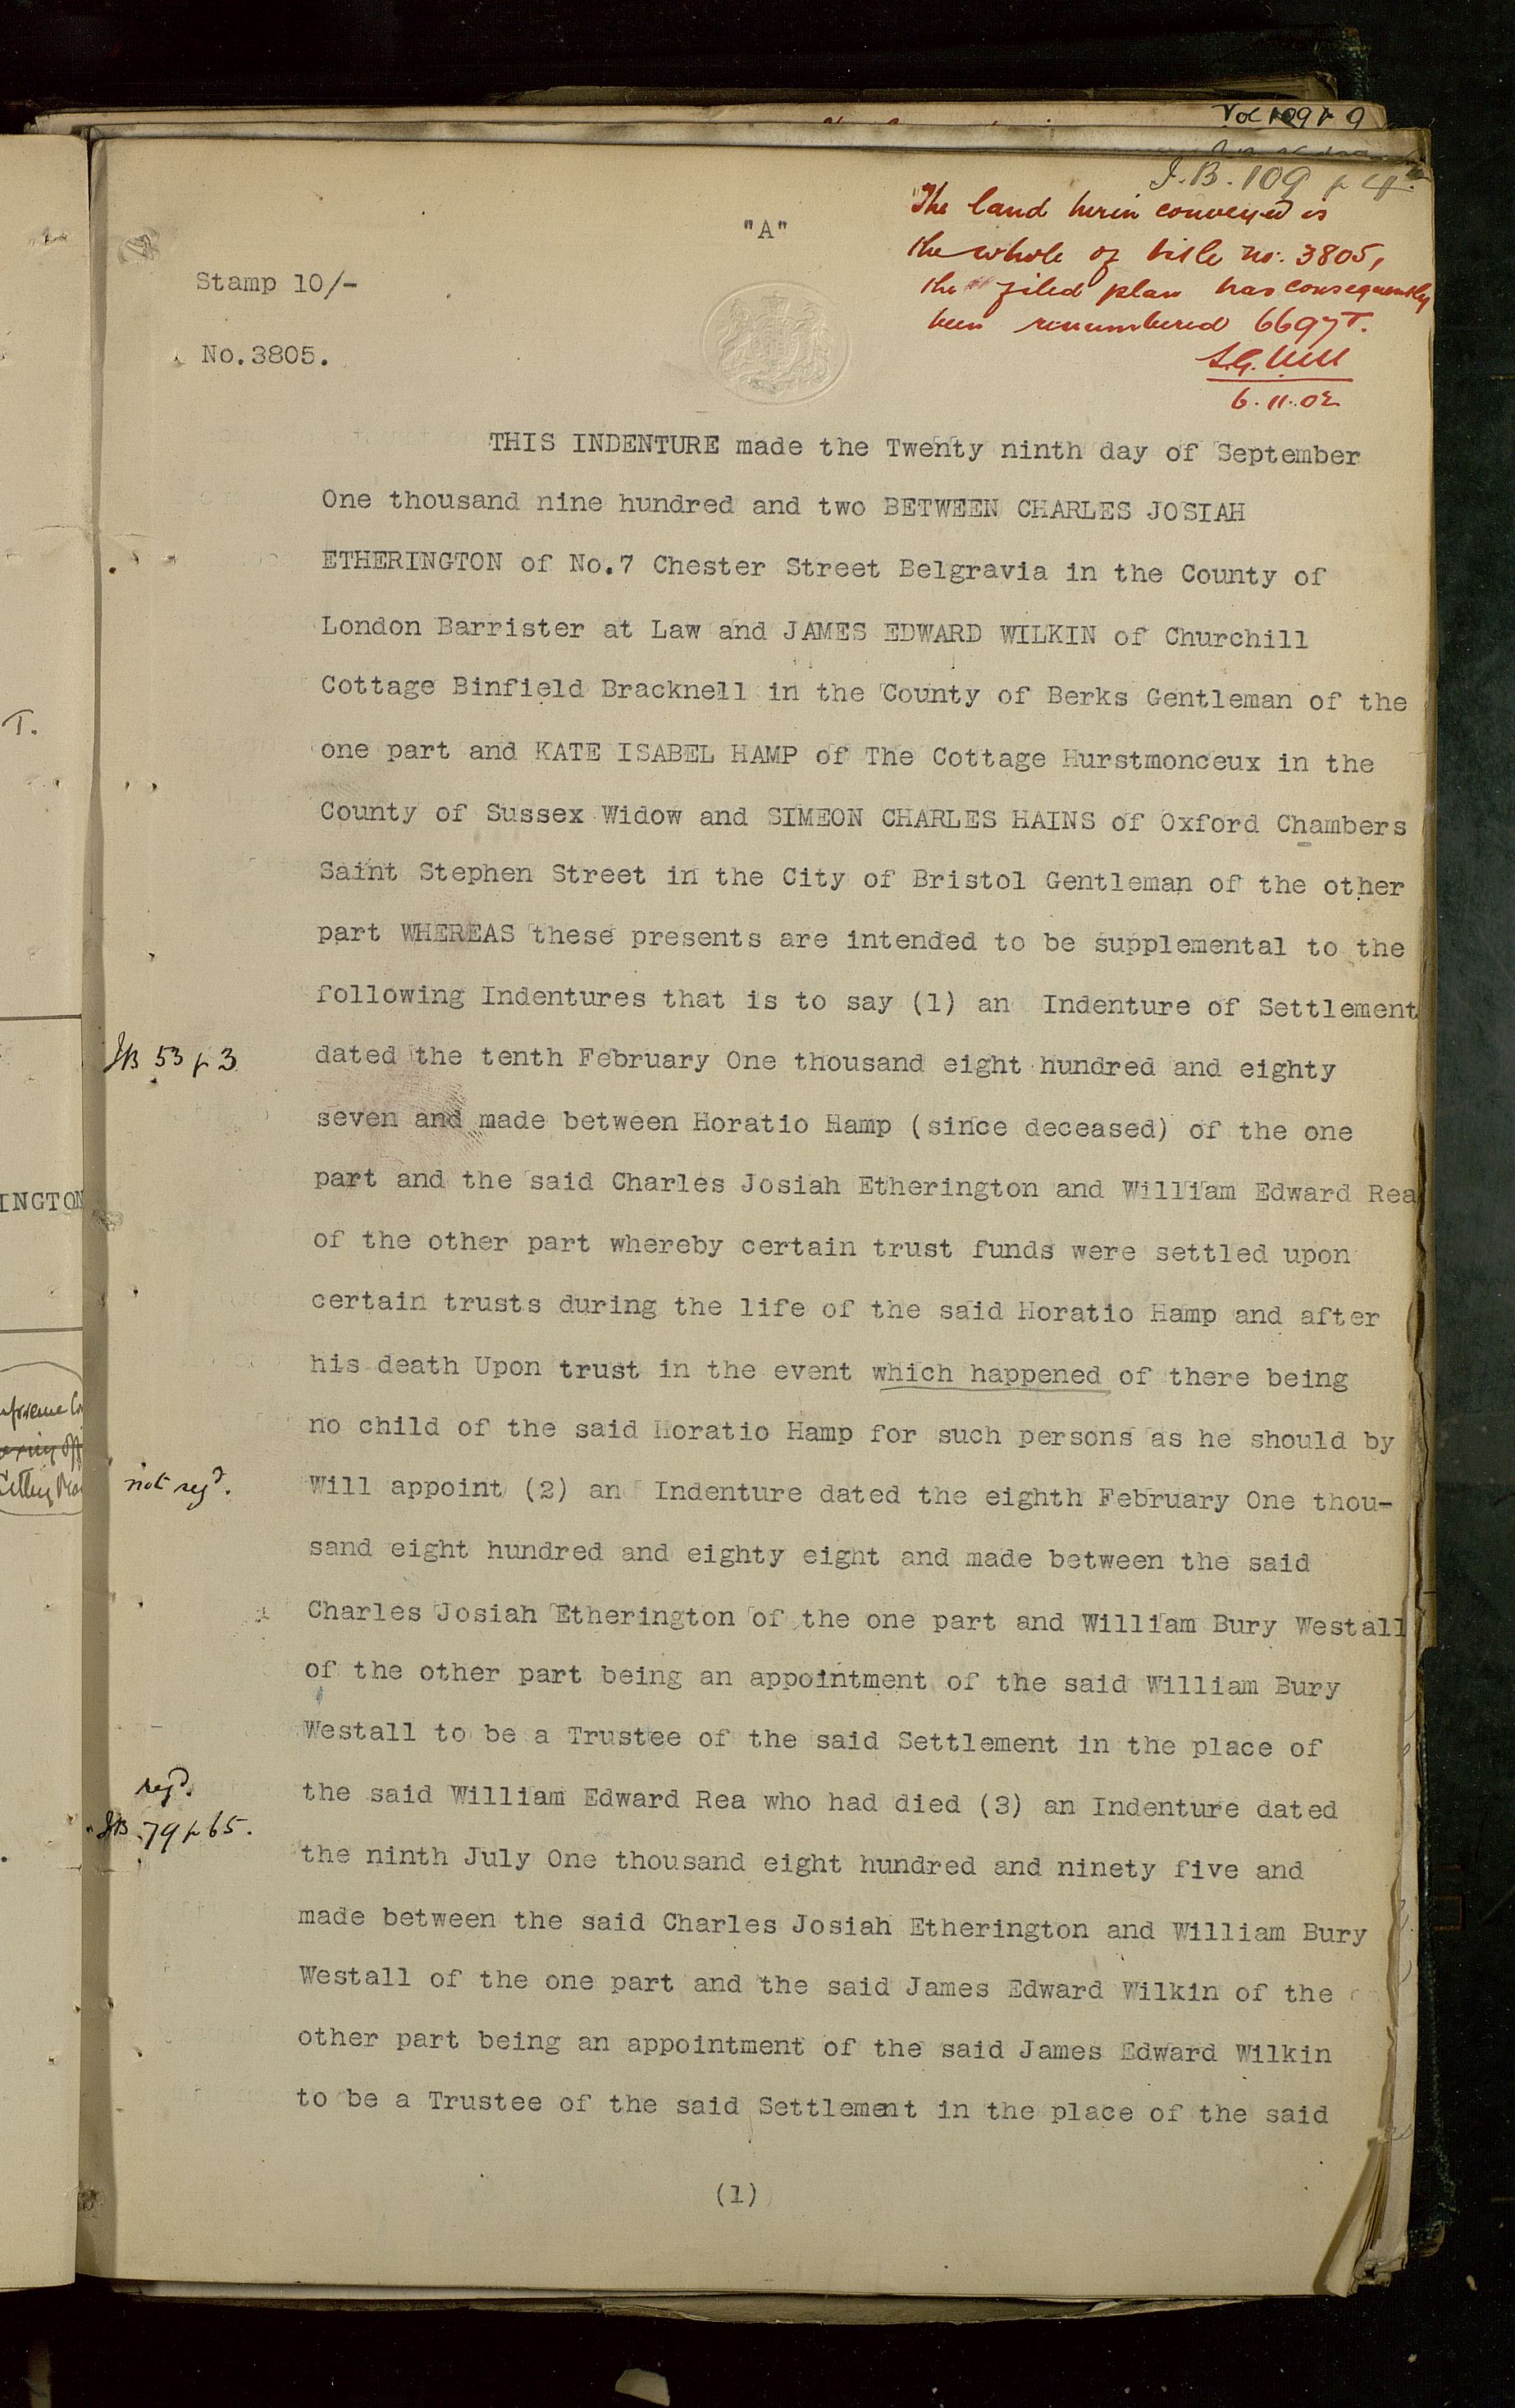 Vol 109 p 9
J.B. 109 p 4
"A"
The land herein conveyed is
the whole of title no: 3805,
the filed plan has consequently
been renumbered 6697T.
6.11.02
Stamp 10/-
No.3805.
THIS INDENTURE made the Twenty ninth day of September
One thousand nine hundred and two BETWEEN CHARLES JOSIAH
ETHERINGTON of No.7 Chester Street Belgravia in the County of
London Barrister at Law and JAMES EDWARD WILKIN of Churchill
Cottage Binfield Bracknell in the County of Berks Gentleman of the
one part and KATE ISABEL HAMP of The Cottage Hurstmonceux in the
County of Sussex Widow and SIMEON CHARLES HAINS of Oxford Chambers
Saint Stephen Street in the City of Bristol Gentleman of the other
part WHEREAS these presents are intended to be supplemental to the
following Indentures that is to say (1) an Indenture of Settlement
JB 53 p 3
dated the tenth February One thousand eight hundred and eighty
seven and made between Horatio Hamp (since deceased) of the one
part and the said Charles Josiah Etherington and William Edward Rea
of the other part whereby certain trust funds were settled upon
certain trusts during the life of the said Horatio Hamp and after
his death Upon trust in the event which happened of there being
no child of the said Horatio Hamp for such persons as he should by
not regd.
Will appoint (2) an Indenture dated the eighth February One thou-
sand eight hundred and eighty eight and made between the said
Charles Josiah Etherington of the one part and William Bury Westall
of the other part being an appointment of the said William Bury
Westall to be a Trustee of the said Settlement in the place of
regd.
JB 79 p 65.
the said William Edward Rea who had died (3) an Indenture dated
the ninth July One thousand eight hundred and ninety five and
made between the said Charles Josiah Etherington and William Bury
Westall of the one part and the said James Edward Wilkin of the
other part being an appointment of the said James Edward Wilkin
to be a Trustee of the said Settlement in the place of the said
(1)
T.
INGTON